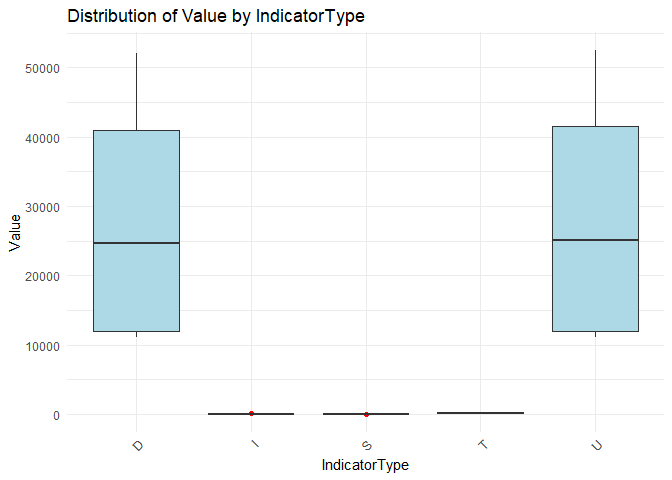 Distribution of Value by IndicatorType
50000
40000
30000
20000
10000
0
Value
D
I
S
T
U
IndicatorType